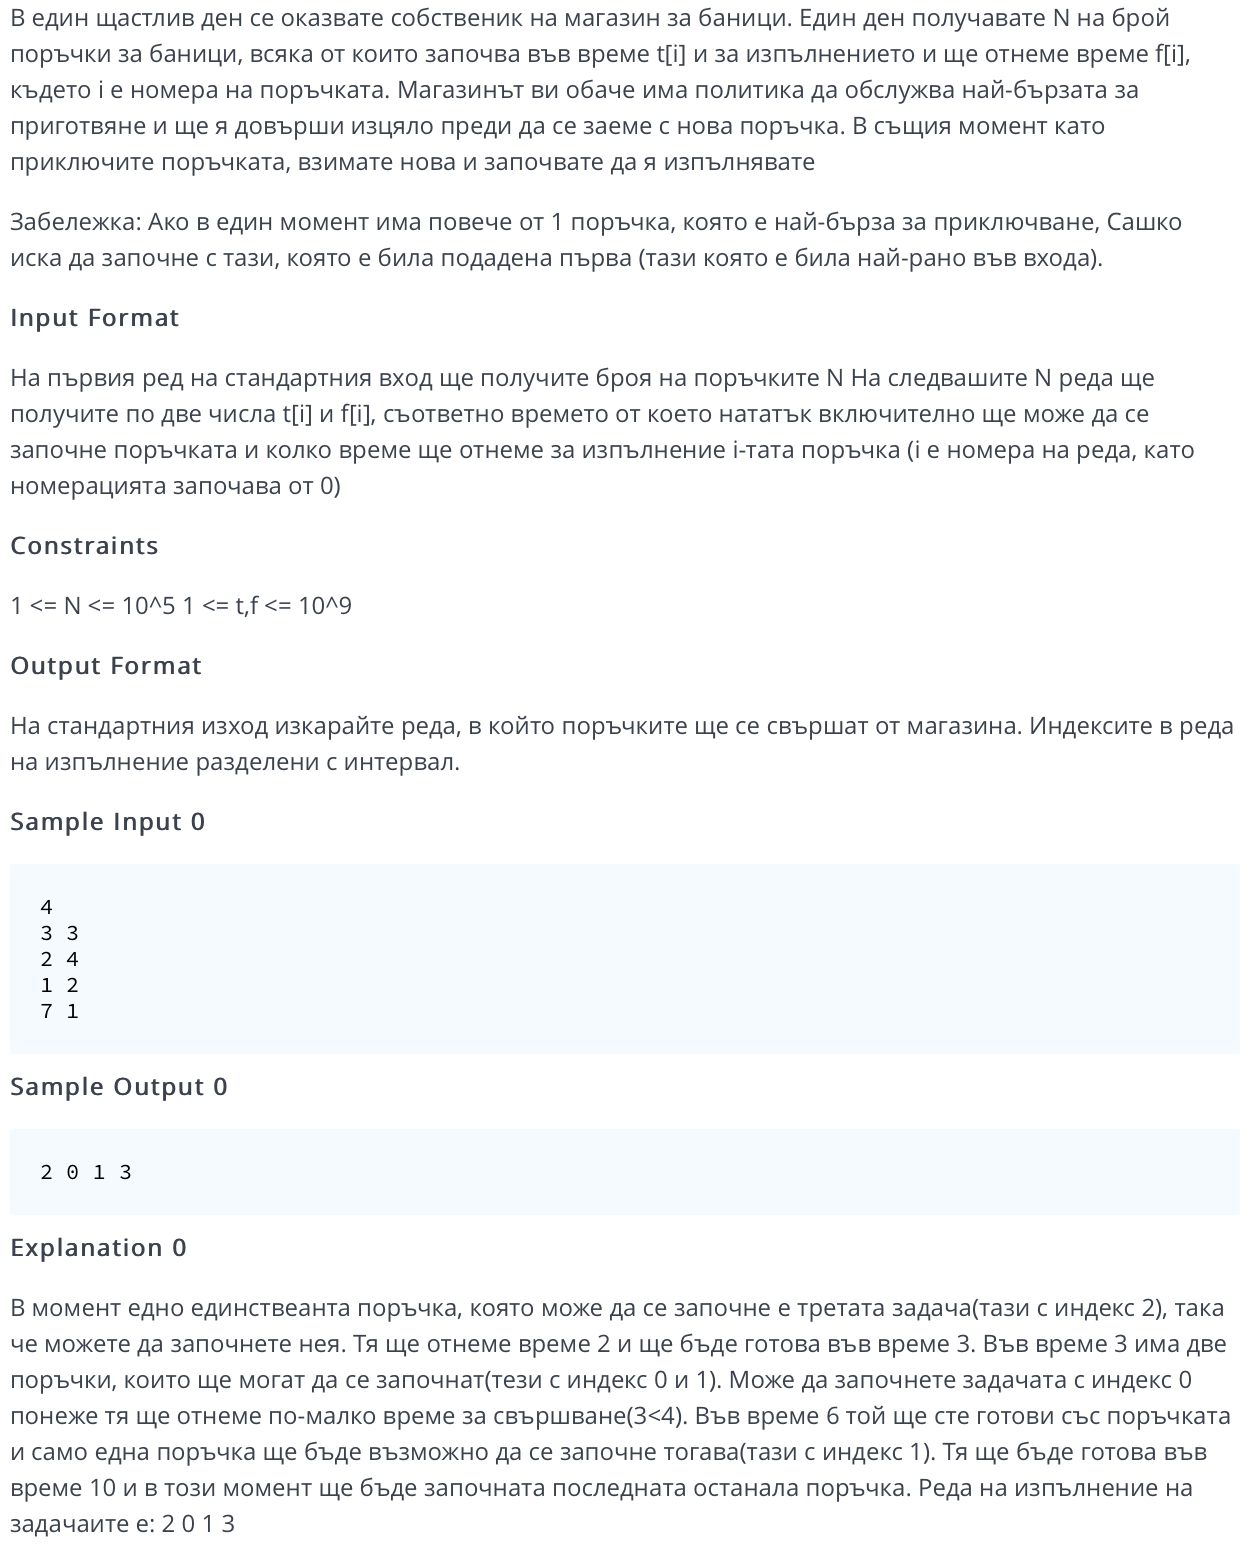 В един щастлив ден се оказвате собственик на магазин за баници. Един ден получавате N на брой
поръчки за баници, всяка от които започва във време t[i] и за изпълнението и ще отнеме време f[i],
където i е номера на поръчката. Магазинът ви обаче има политика да обслужва най-бързата за
приготвяне и ще я довърши изцяло преди да се заеме с нова поръчка. В същия момент като
приключите поръчката, взимате нова и започвате да я изпълнявате
Забележка: Ако в един момент има повече от 1 поръчка, която е най-бърза за приключване, Сашко
иска да започне с тази, която е била подадена първа (тази която е била най-рано във входа).
Input Format
На първия ред на стандартния вход ще получите броя на поръчките N На следвашите N реда ще
получите по две числа t[i] и f[i], съответно времето от което нататък включително ще може да се
започне поръчката и колко време ще отнеме за изпълнение i-тата поръчка (i е номера на реда, като
номерацията започава от 0)
Constraints
1 <= N <= 10^5 1 <= t,f <= 10^9
Output Format
На стандартния изход изкарайте реда, в който поръчките ще се свършат от магазина. Индексите в реда
на изпълнение разделени с интервал.
Sample Input 0
4
3 3
2 4
1 2
7 1
Sample Output 0
2 0 1 3
Explanation 0
В момент едно единствеанта поръчка, която може да се започне е третата задача(тази с индекс 2), така
че можете да започнете нея. Тя ще отнеме време 2 и ще бъде готова във време 3. Във време 3 има две
поръчки, които ще могат да се започнат(тези с индекс 0 и 1). Може да започнете задачата с индекс 0
понеже тя ще отнеме по-малко време за свършване(3<4). Във време 6 той ще сте готови със поръчката
и само една поръчка ще бъде възможно да се започне тогава(тази с индекс 1). Тя ще бъде готова във
време 10 и в този момент ще бъде започната последната останала поръчка. Реда на изпълнение на
задачаите е: 2 0 1 3